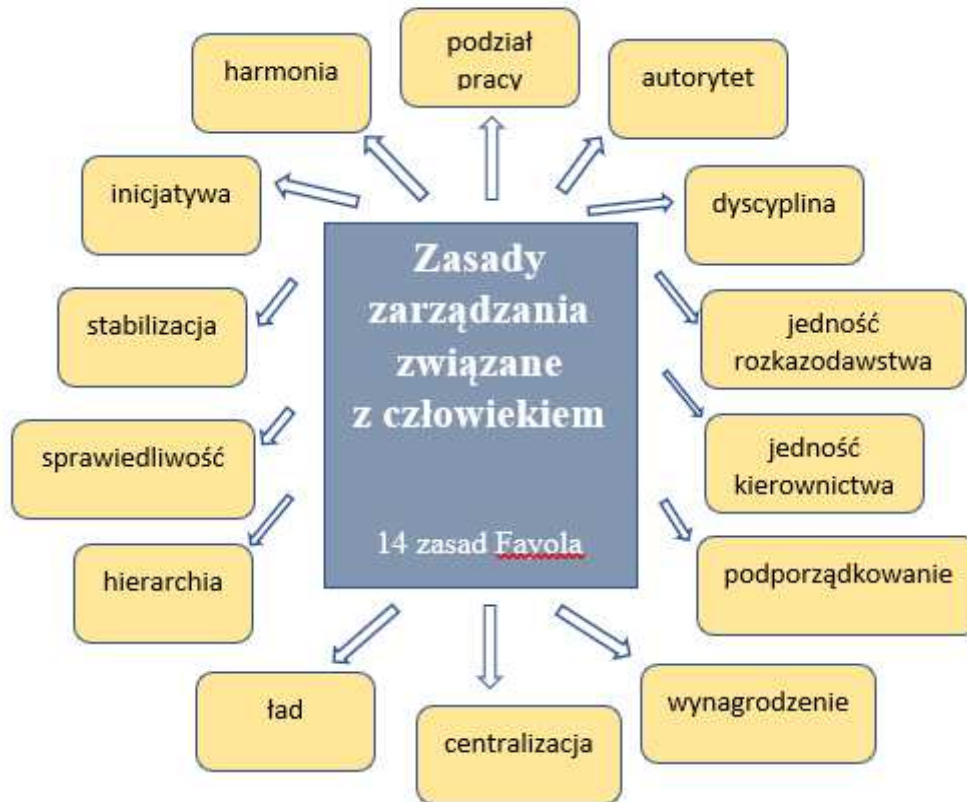 podział
pracy
autorytet
dyscyplina
jedność
rozkazodawstwa
jedność
kierownictwa
podporządkowanie
wynagrodzenie
centralizacja
ład
hierarchia
sprawiedliwość
stabilizacja
inicjatywa
harmonia
Zasady
zarządzania
związane
z człowiekiem
14 zasad Fayola